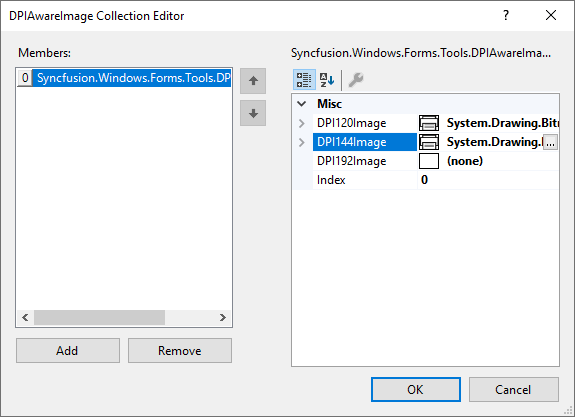 DPIAwareImage Collection Editor
?
Members:
0 Syncfusion.Windows.Forms.Tools.DP
Add
Remove
Syncfusion.Windows.Forms.Tools.DPIAwareIma...
Misc
DPI120Image System.Drawing.Bit
DPI144Image System.Drawing. ...
DPI192Image (none)
Index 0
OK
Cancel